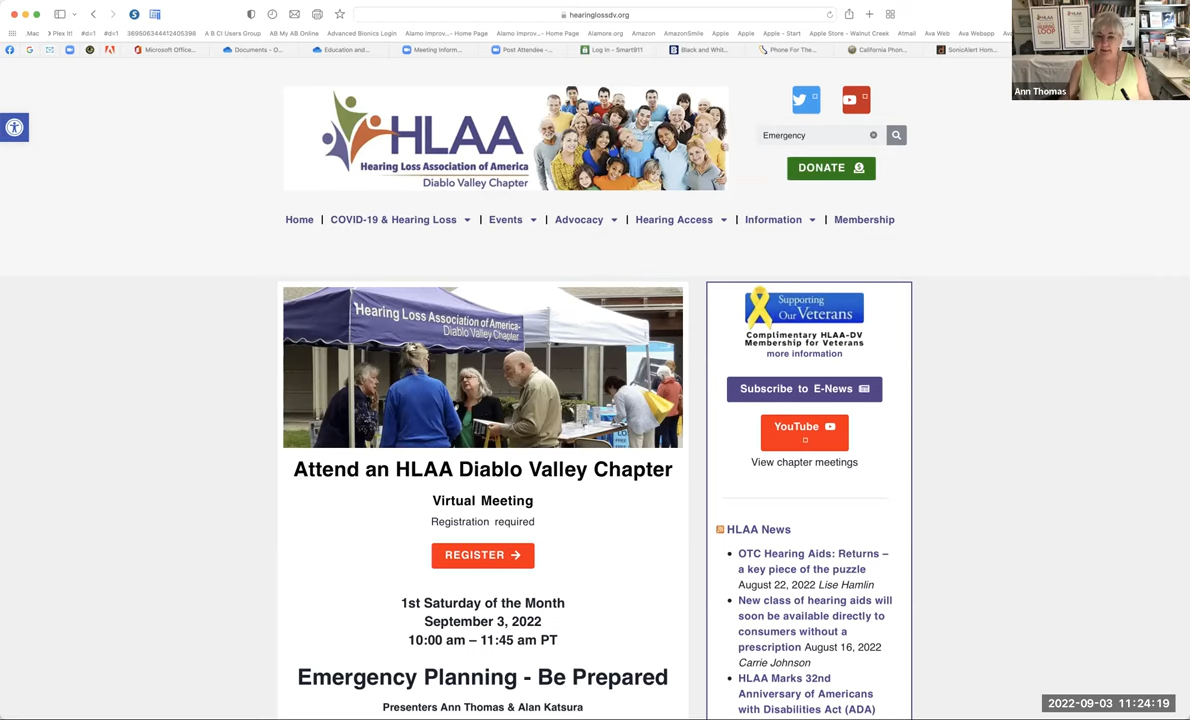 hearinglossdv.org
.Mac
Plex It!
#d=1
#d=1
369506344412405398
A B CI Users Group
AB My AB Online
Advanced Bionics Login
Alamo Improv... - Home Page
Alamo Improv... - Home Page
Alamore.org
Amazon
AmazonSmile
Apple
Apple - Start
Apple Store - Walnut Creek
Atmail
Ava Web
Ava Webapp
Microsoft Office...
Documents - O...
Education and...
Meeting Inform...
Post Attendee -...
Log In - Smart911
Black and Whit...
Phone For The...
California Phon...
SonicAlert Hom...
Ann Thomas
HLAA
Hearing Loss Association of America
Diablo Valley Chapter
Emergency
DONATE
Home
COVID-19 & Hearing Loss
Events
Advocacy
Hearing Access
Information
Membership
Hearing Loss Association of America-
Diablo Valley Chapter
Attend an HLAA Diablo Valley Chapter
Virtual Meeting
Registration required
REGISTER
1st Saturday of the Month
September 3, 2022
10:00 am – 11:45 am PT
Emergency Planning - Be Prepared
Presenters Ann Thomas & Alan Katsura
Supporting
Our Veterans
Complimentary HLAA-DV
Membership for Veterans
more information
Subscribe to E-News
YouTube
View chapter meetings
HLAA News
OTC Hearing Aids: Returns –
a key piece of the puzzle
August 22, 2022 Lise Hamlin
New class of hearing aids will
soon be available directly to
consumers without a
prescription August 16, 2022
Carrie Johnson
HLAA Marks 32nd
Anniversary of Americans
with Disabilities Act (ADA)
2022-09-03 11:24:19